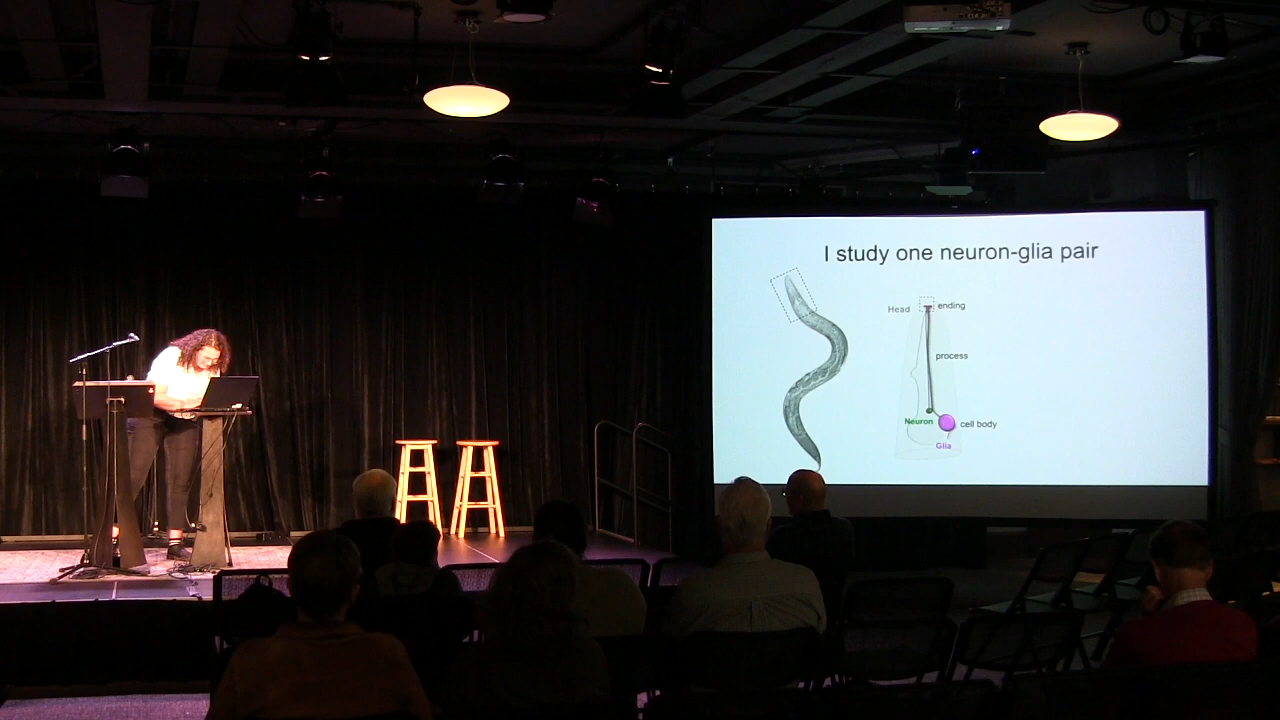 I study one neuron-glia pair
Head
ending
process
Neuron
cell body
Glia